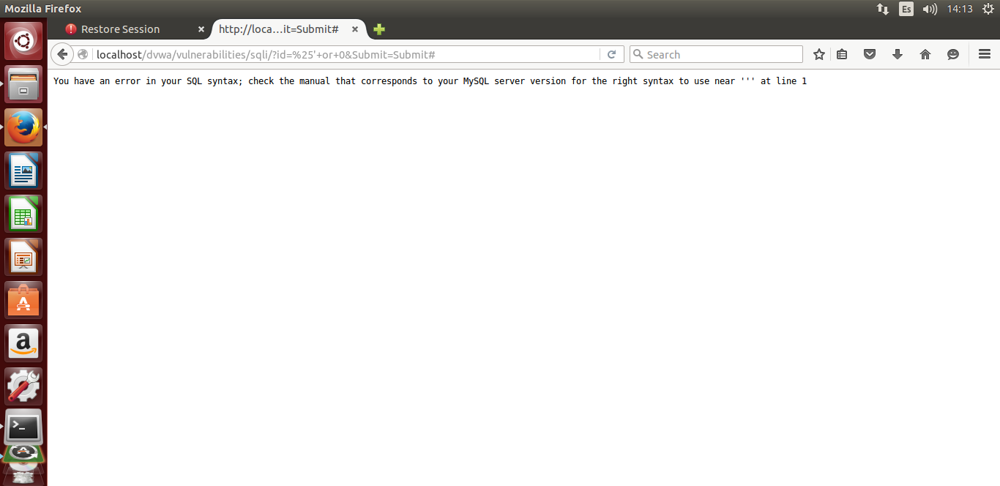 Mozilla Firefox
Es 14:13
Restore Session http://loca...it=Submit#
localhost/dvwa/vulnerabilities/sqli/?id=%25'+or+0&Submit=Submit# Search
You have an error in your SQL syntax; check the manual that corresponds to your MySQL server version for the right syntax to use near ''' at line 1